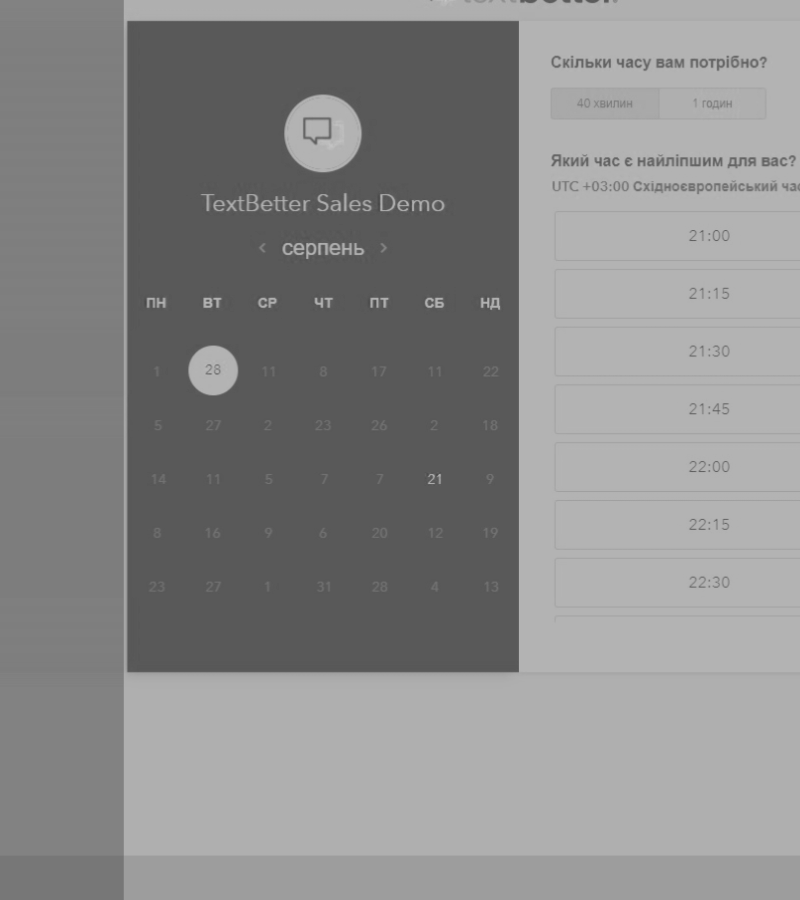 textbetter.
TextBetter Sales Demo
серпень
ПН ВТ СР ЧТ ПТ СБ НД
1 28 11 8 17 11 22
5 27 2 23 26 2 18
14 11 5 7 7 21 9
8 16 9 6 20 12 19
23 27 1 31 28 4 13
Скільки часу вам потрібно?
40 хвилин 1 годин
Який час є найліпшим для вас?
UTC +03:00 Східноєвропейський
21:00
21:15
21:30
21:45
22:00
22:15
22:30